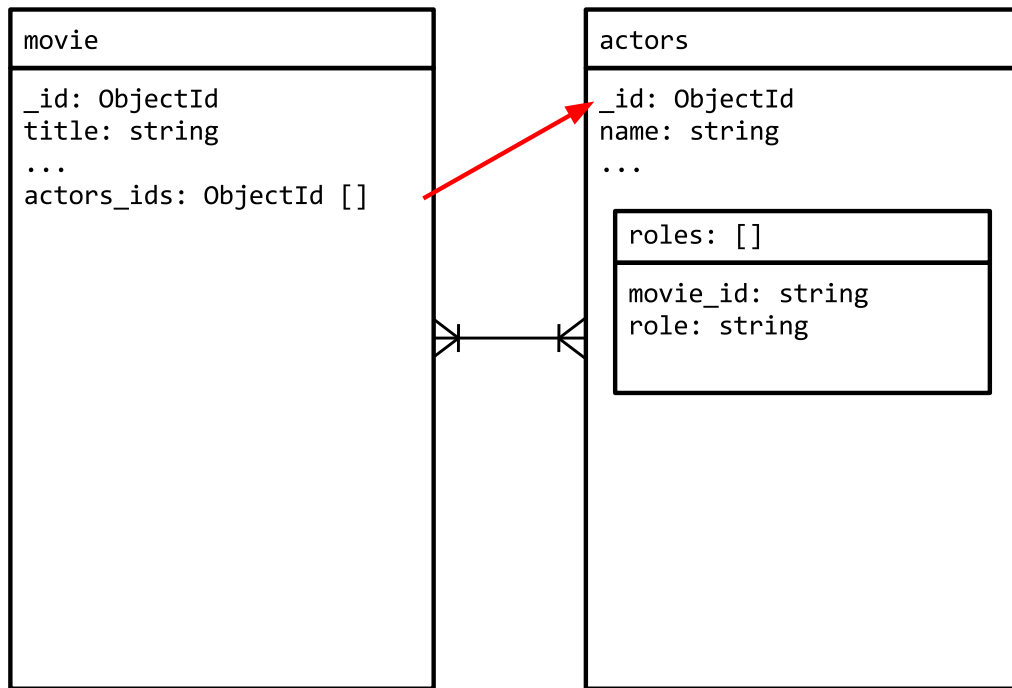 movie
_id: ObjectId
title: string
...
actors_ids: ObjectId []
actors
_id: ObjectId
name: string
...
roles: []
movie_id: string
role: string